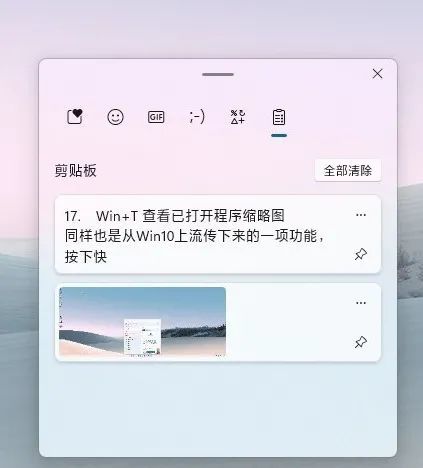 GIF
;-)
剪贴板
全部清除
17. Win+T 查看已打开程序缩略图
同样也是从Win10上流传下来的一项功能，
按下快